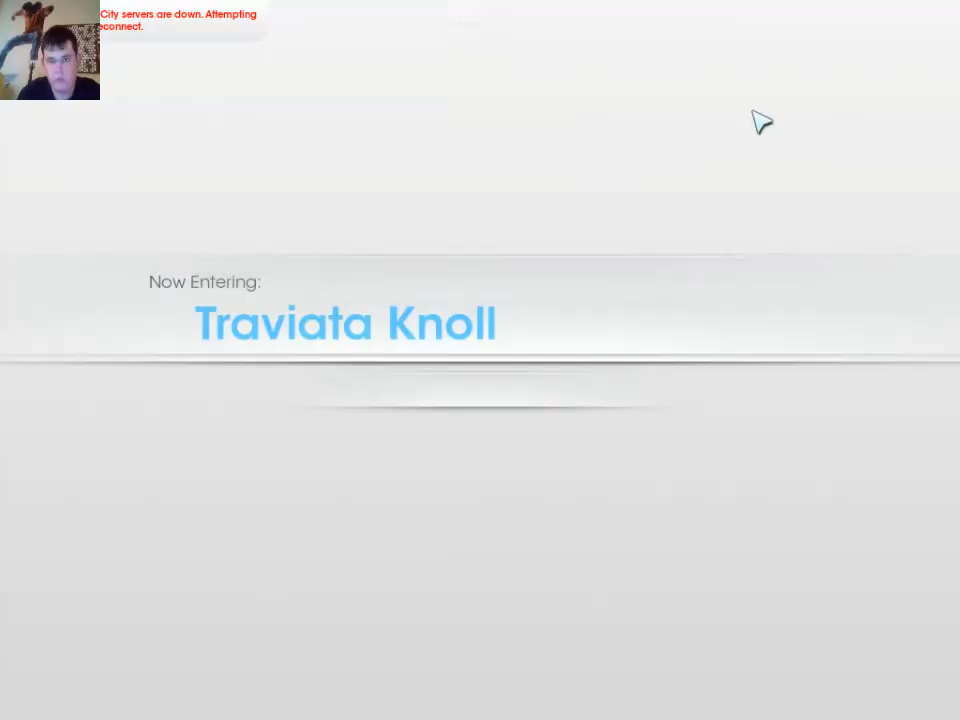 City servers are down. Attempting
econnect.
Now Entering:
Traviata Knoll